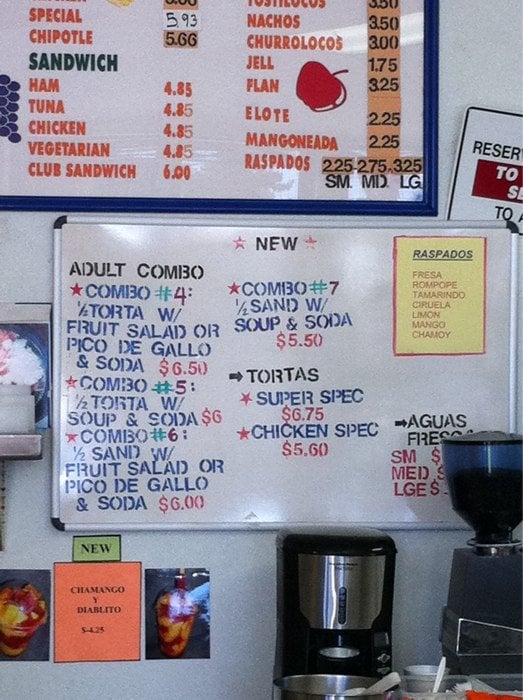 SPECIAL 5.93
CHIPOTLE 5.66
SANDWICH
HAM 4.85
TUNA 4.85
CHICKEN 4.85
VEGETARIAN 4.85
CLUB SANDWICH 6.00
3.50
NACHOS 3.50
CHURROLOCOS 3.00
JELL 1.75
FLAN 3.25
ELOTE 2.25
MANGONEADA 2.25
RASPADOS 2.25 2.75 3.25
SM. MD. LG.
TO
TO
NEW
ADULT COMBO
COMBO #4:
½ TORTA W/
FRUIT SALAD OR
PICO DE GALLO
& SODA $6.50
COMBO #5:
½ TORTA W/
SOUP & SODA $6
COMBO #6:
½ SAND W/
FRUIT SALAD OR
PICO DE GALLO
& SODA $6.00
COMBO #7
½ SAND W/
SOUP & SODA
$5.50
TORTAS
SUPER SPEC
$6.75
CHICKEN SPEC
$5.60
RASPADOS
FRESA
ROMPOPE
TAMARINDO
CIRUELA
LIMON
MANGO
CHAMOY
AGUAS
SM $
MED $
LGE $
NEW
CHAMANGO
Y
DIABLITO
$-4.25